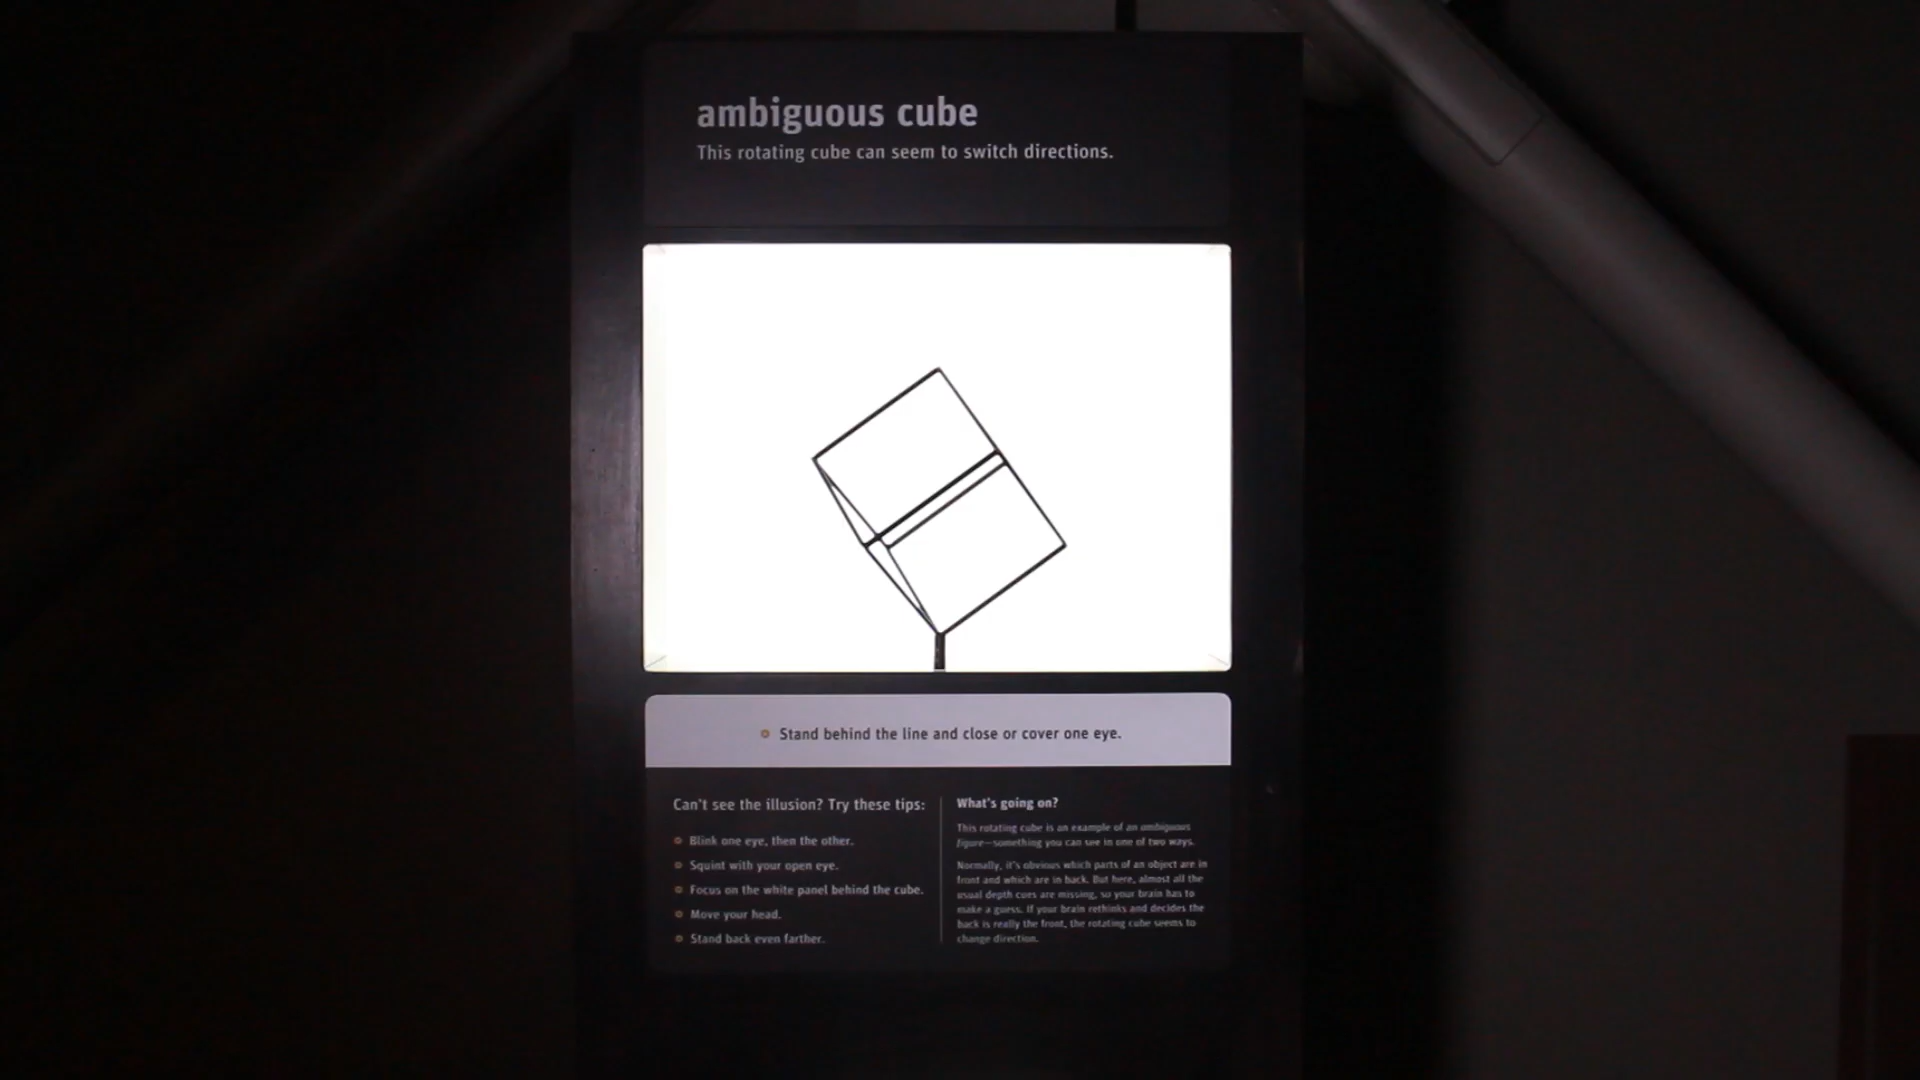 ambiguous cube
This rotating cube can seem to switch directions.
Stand behind the line and close or cover one eye.
Can't see the illusion? Try these tips:
Blink one eye, then the other.
Squint with your open eye.
Focus on the white panel behind the cube.
Move your head.
Stand back even farther.
What's going on?
This rotating cube is an example of an ambiguous
figure—something you can see in one of two ways.
Normally, it's obvious which parts of an object are in
front and which are in back. But here, almost all the
usual depth cues are missing, so your brain has to
make a guess. If your brain rethinks and decides the
back is really the front, the rotating cube seems to
change direction.